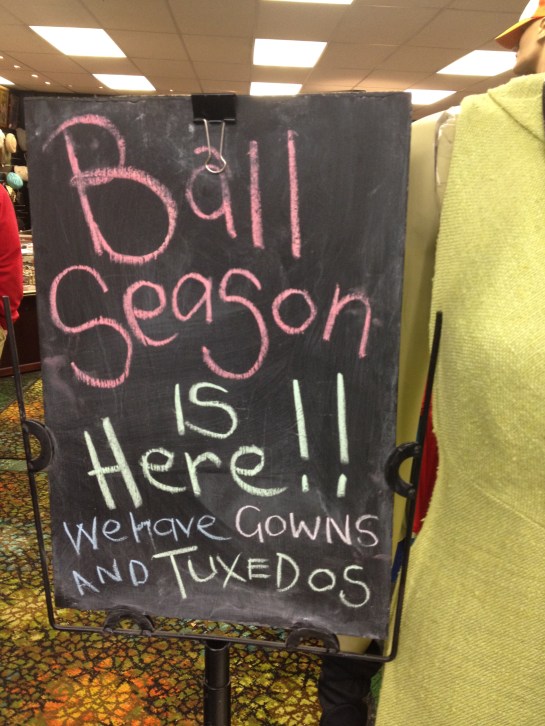 Ball
Season
IS
Here!!
We Have GOWNS
AND TUXEDOS